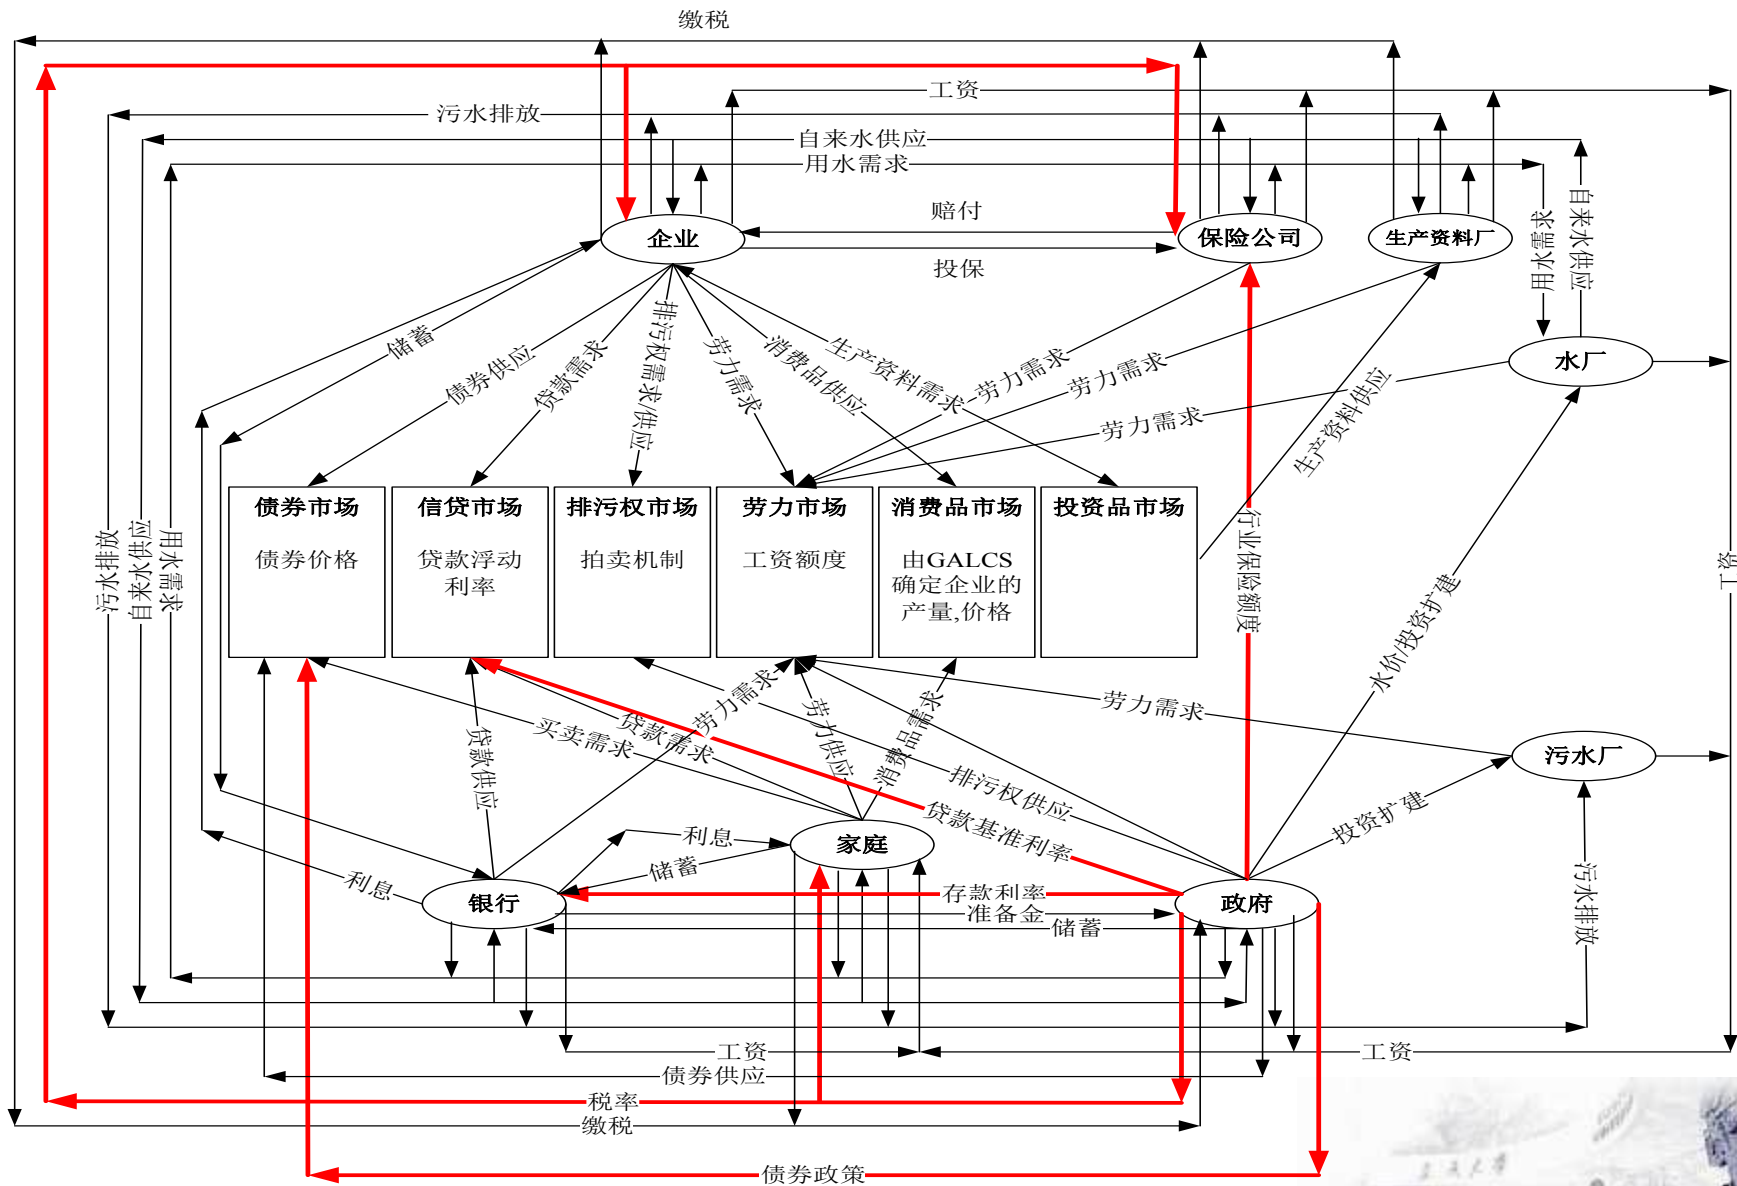 缴税
工资
污水排放
自来水供应
用水需求
赔付
企业
保险公司
生产资料厂
投保
用水需求
自来水供应
储蓄
债券供应
贷款需求
排污权需求/供应
劳力需求
消费品供应
生产资料需求
劳力需求
劳力需求
劳力需求
生产资料供应
水厂
债券市场
债券价格
信贷市场
贷款浮动
利率
排污权市场
拍卖机制
劳力市场
工资额度
消费品市场
由GALCS
确定企业的
产量,价格
投资品市场
行业保险额度
污水排放
自来水供应
用水需求
工资
水价/投资扩建
买卖需求
贷款需求
贷款供应
劳力需求
劳力供应
消费品需求
排污权供应
贷款基准利率
劳力需求
污水厂
投资扩建
利息
家庭
储蓄
利息
银行
存款利率
准备金
储蓄
政府
污水排放
工资
工资
债券供应
税率
缴税
债券政策